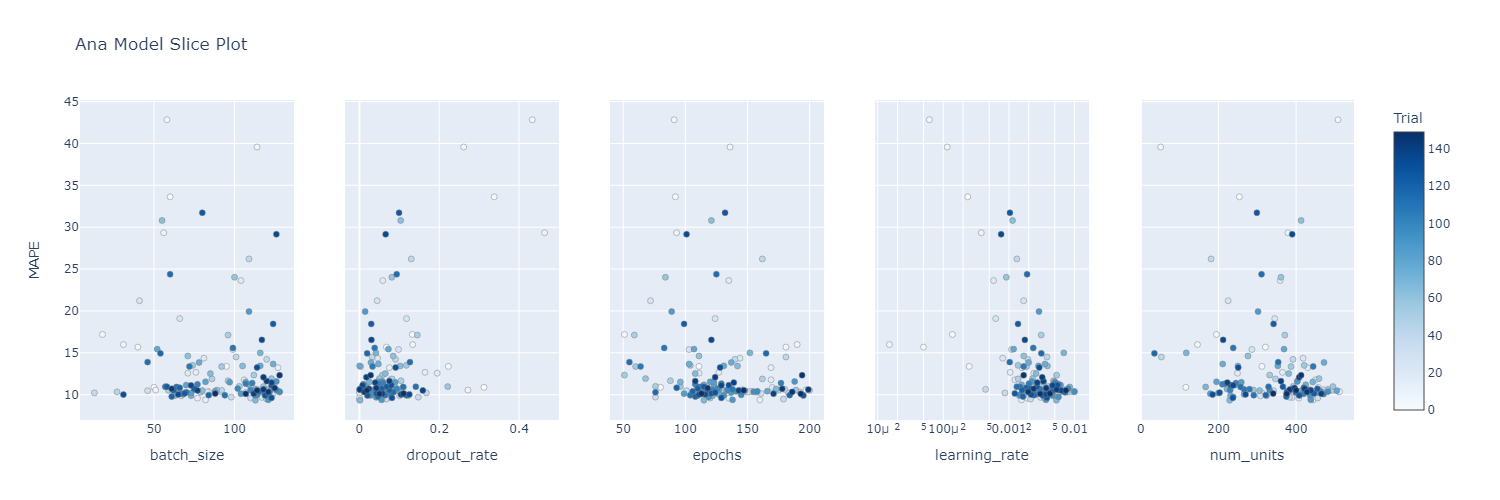 Ana Model Slice Plot
MAPE
45
40
35
30
25
20
15
10
50 100
0 0.2 0.4
50 100 150 200
10μ 2 5 100μ 2 5 0.001 2 5 0.01
0 200 400
batch_size
dropout_rate
epochs
learning_rate
num_units
Trial
140
120
100
80
60
40
20
0